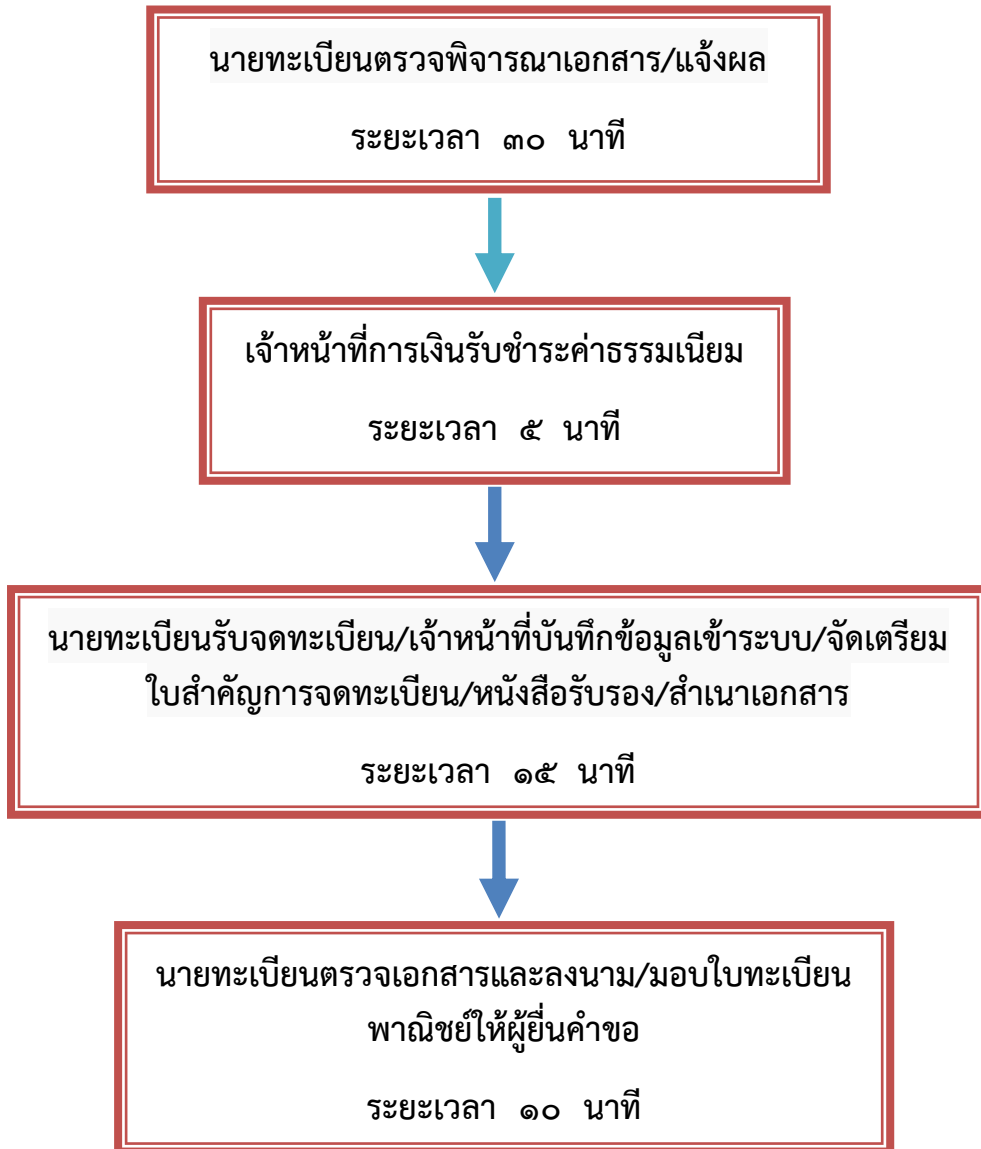 นายทะเบียนตรวจพิจารณาเอกสาร/แจ้งผล
ระยะเวลา ๓๐ นาที
เจ้าหน้าที่การเงินรับชำระค่าธรรมเนียม
ระยะเวลา ๕ นาที
นายทะเบียนรับจดทะเบียน/เจ้าหน้าที่บันทึกข้อมูลเข้าระบบ/จัดเตรียม
ใบสำคัญการจดทะเบียน/หนังสือรับรอง/สำเนาเอกสาร
ระยะเวลา ๑๕ นาที
นายทะเบียนตรวจเอกสารและลงนาม/มอบใบทะเบียน
พาณิชย์ให้ผู้ยื่นคำขอ
ระยะเวลา ๑๐ นาที